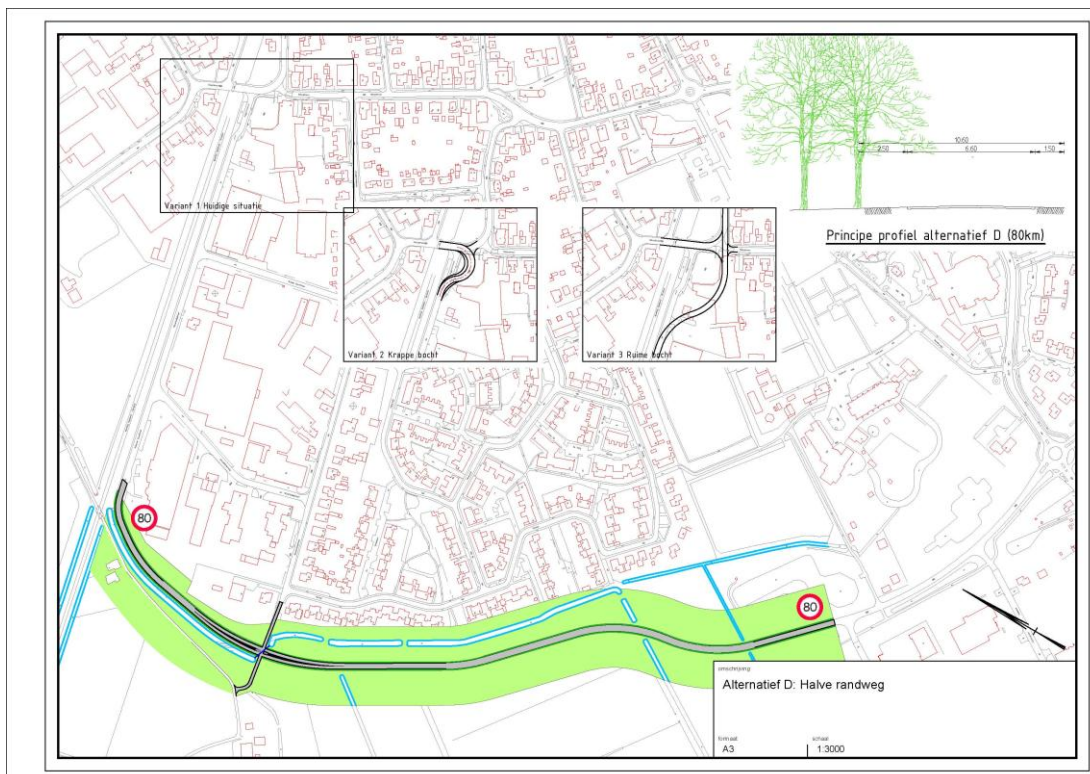 10.60
2.50
6.60
1.50
Principe profiel alternatief D (80km)
Variant 1 Huidige situatie
Variant 2 Krappe bocht
Variant 3 Ruime bocht
80
80
omschrijving
Alternatief D: Halve randweg
formaat
schaal
A3
1:3000